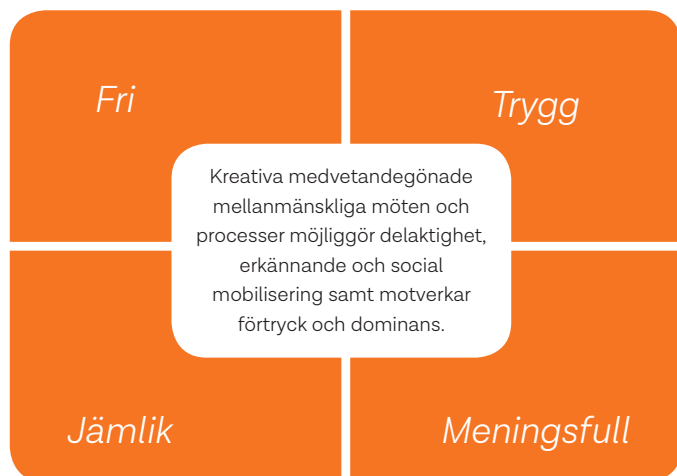 Fri
Trygg
Kreativa medvetandegönade
mellanmänskliga möten och
processer möjliggör delaktighet,
erkännande och social
mobilisering samt motverkar
förtryck och dominans.
Jämlik
Meningsfull